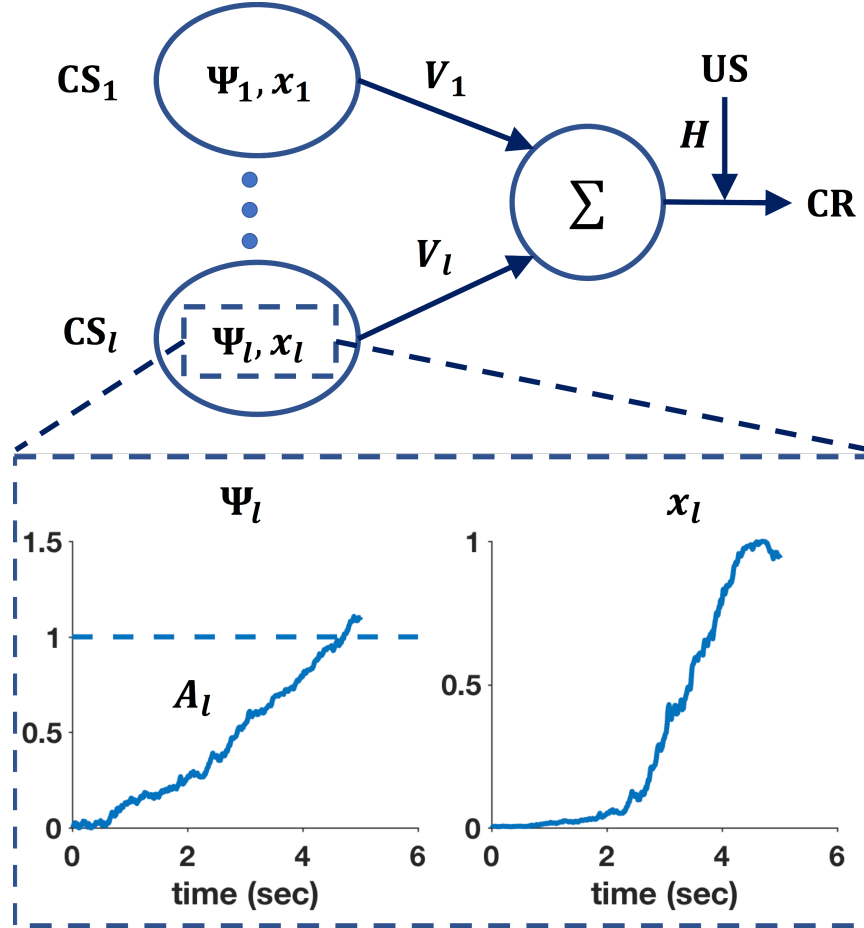 CS₁
Ψ₁, x₁
V₁
US
H
Σ
CR
V_l
CS_l
Ψ_l, x_l
Ψ_l
1.5
1
0.5
0
A_l
0 2 4 6
time (sec)
x_l
1
0.5
0
0 2 4 6
time (sec)